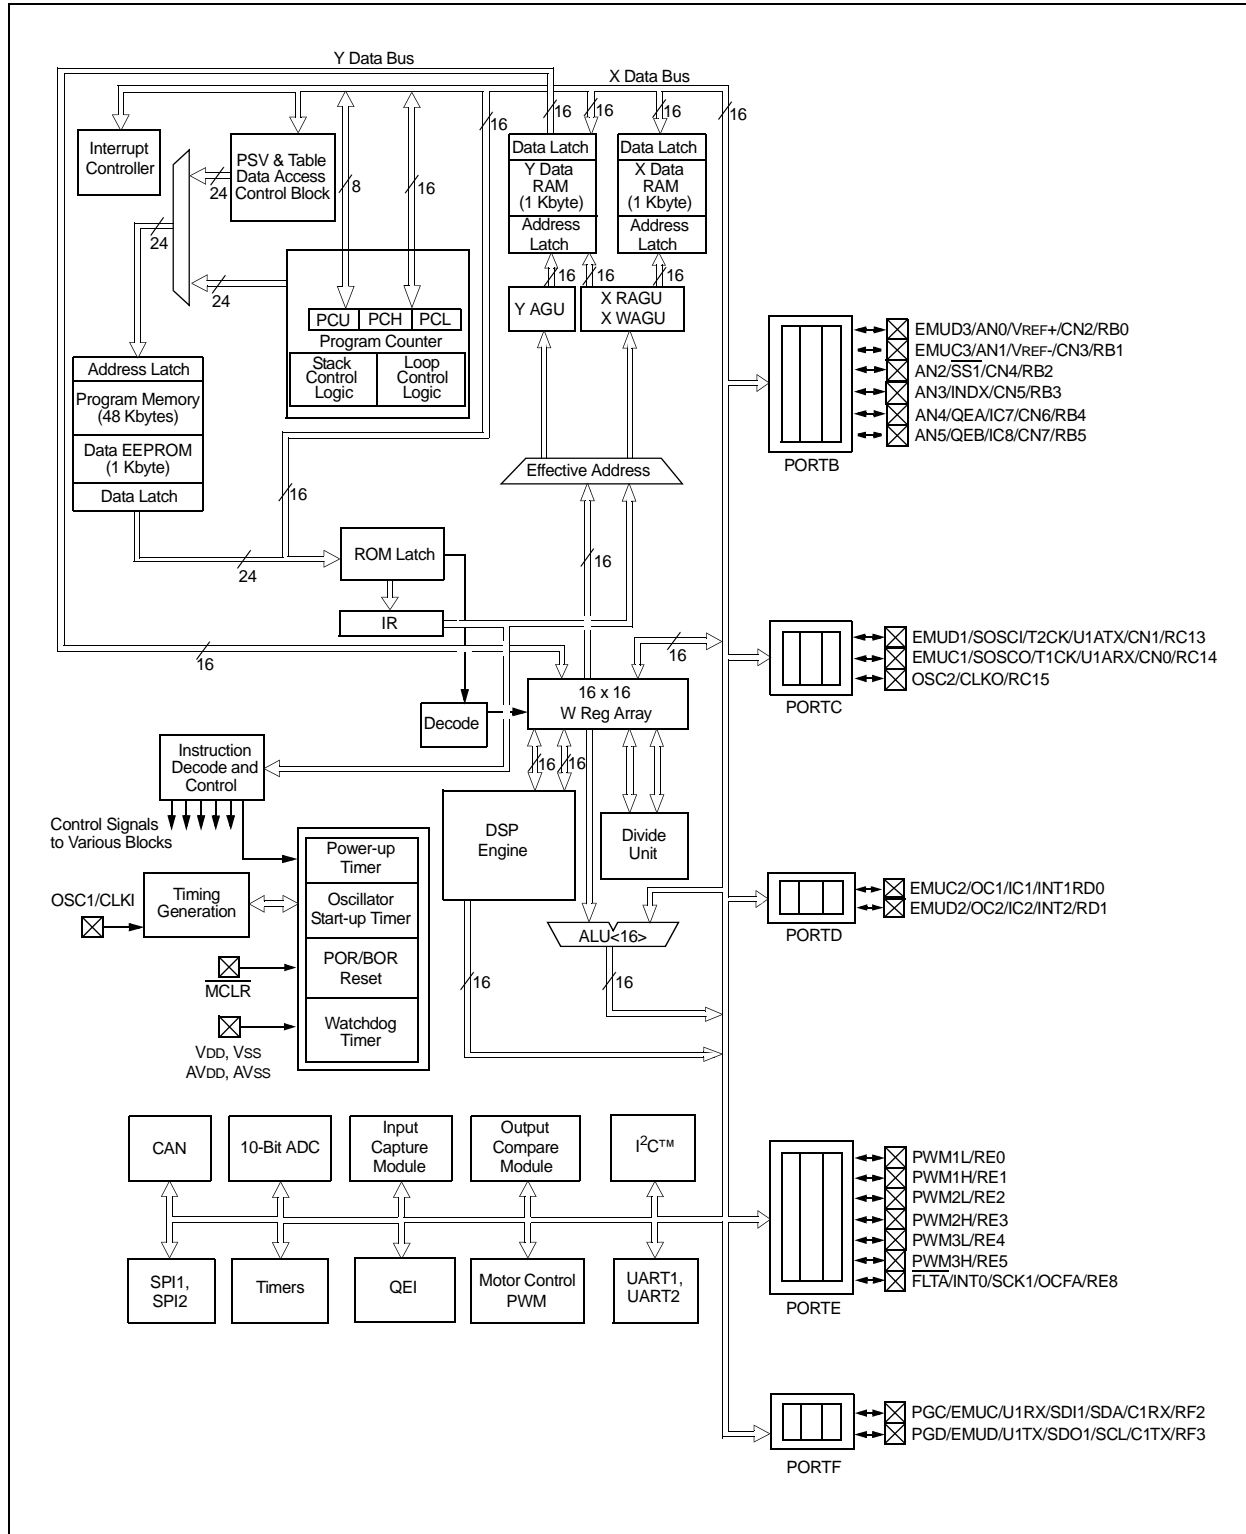 Y Data Bus
X Data Bus
16
16
16
16
16
Interrupt
Controller
PSV & Table
Data Access
Control Block
24
8
16
24
24
Data Latch
Y Data
RAM
(1 Kbyte)
Address
Latch
Data Latch
X Data
RAM
(1 Kbyte)
Address
Latch
16
16
16
Y AGU
X RAGU
X WAGU
PCU
PCH
PCL
Program Counter
Stack
Control
Logic
Loop
Control
Logic
Address Latch
Program Memory
(48 Kbytes)
Data EEPROM
(1 Kbyte)
Data Latch
Effective Address
16
24
16
ROM Latch
IR
16
16
16 x 16
W Reg Array
Decode
Instruction
Decode and
Control
Control Signals
to Various Blocks
16
16
DSP
Engine
Divide
Unit
Power-up
Timer
Oscillator
Start-up Timer
POR/BOR
Reset
Watchdog
Timer
OSC1/CLKI
Timing
Generation
MCLR
VDD, VSS
AVDD, AVSS
ALU<16>
16
16
CAN
10-Bit ADC
Input
Capture
Module
Output
Compare
Module
I²C™
SPI1,
SPI2
Timers
QEI
Motor Control
PWM
UART1,
UART2
EMUD3/AN0/VREF+/CN2/RB0
EMUC3/AN1/VREF-/CN3/RB1
AN2/SS1/CN4/RB2
AN3/INDX/CN5/RB3
AN4/QEA/IC7/CN6/RB4
AN5/QEB/IC8/CN7/RB5
PORTB
EMUD1/SOSCI/T2CK/U1ATX/CN1/RC13
EMUC1/SOSCO/T1CK/U1ARX/CN0/RC14
OSC2/CLKO/RC15
PORTC
EMUC2/OC1/IC1/INT1RD0
EMUD2/OC2/IC2/INT2/RD1
PORTD
PWM1L/RE0
PWM1H/RE1
PWM2L/RE2
PWM2H/RE3
PWM3L/RE4
PWM3H/RE5
FLTA/INT0/SCK1/OCFA/RE8
PORTE
PGC/EMUC/U1RX/SDI1/SDA/C1RX/RF2
PGD/EMUD/U1TX/SDO1/SCL/C1TX/RF3
PORTF